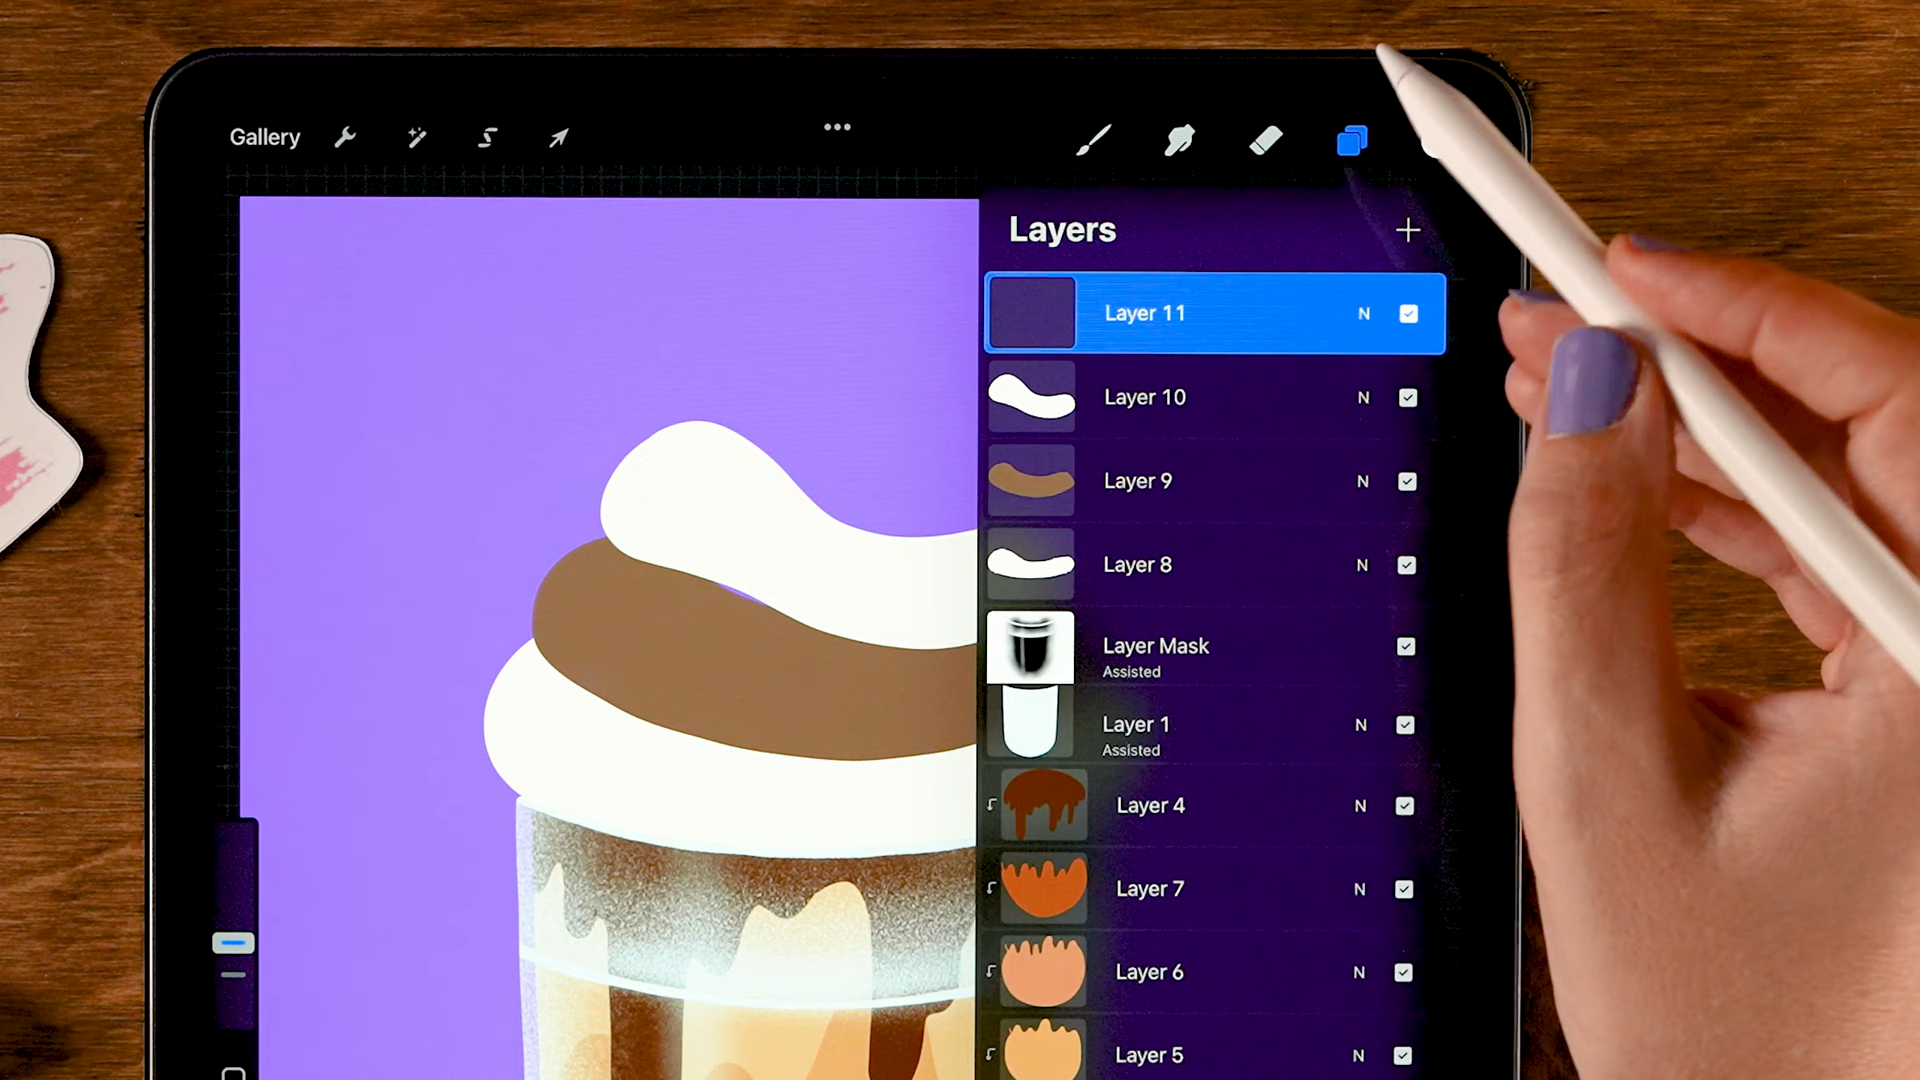 Gallery
Layers
Layer 11 N
Layer 10 N
Layer 9 N
Layer 8 N
Layer Mask
Assisted
Layer 1 N
Assisted
Layer 4 N
Layer 7 N
Layer 6 N
Layer 5 N